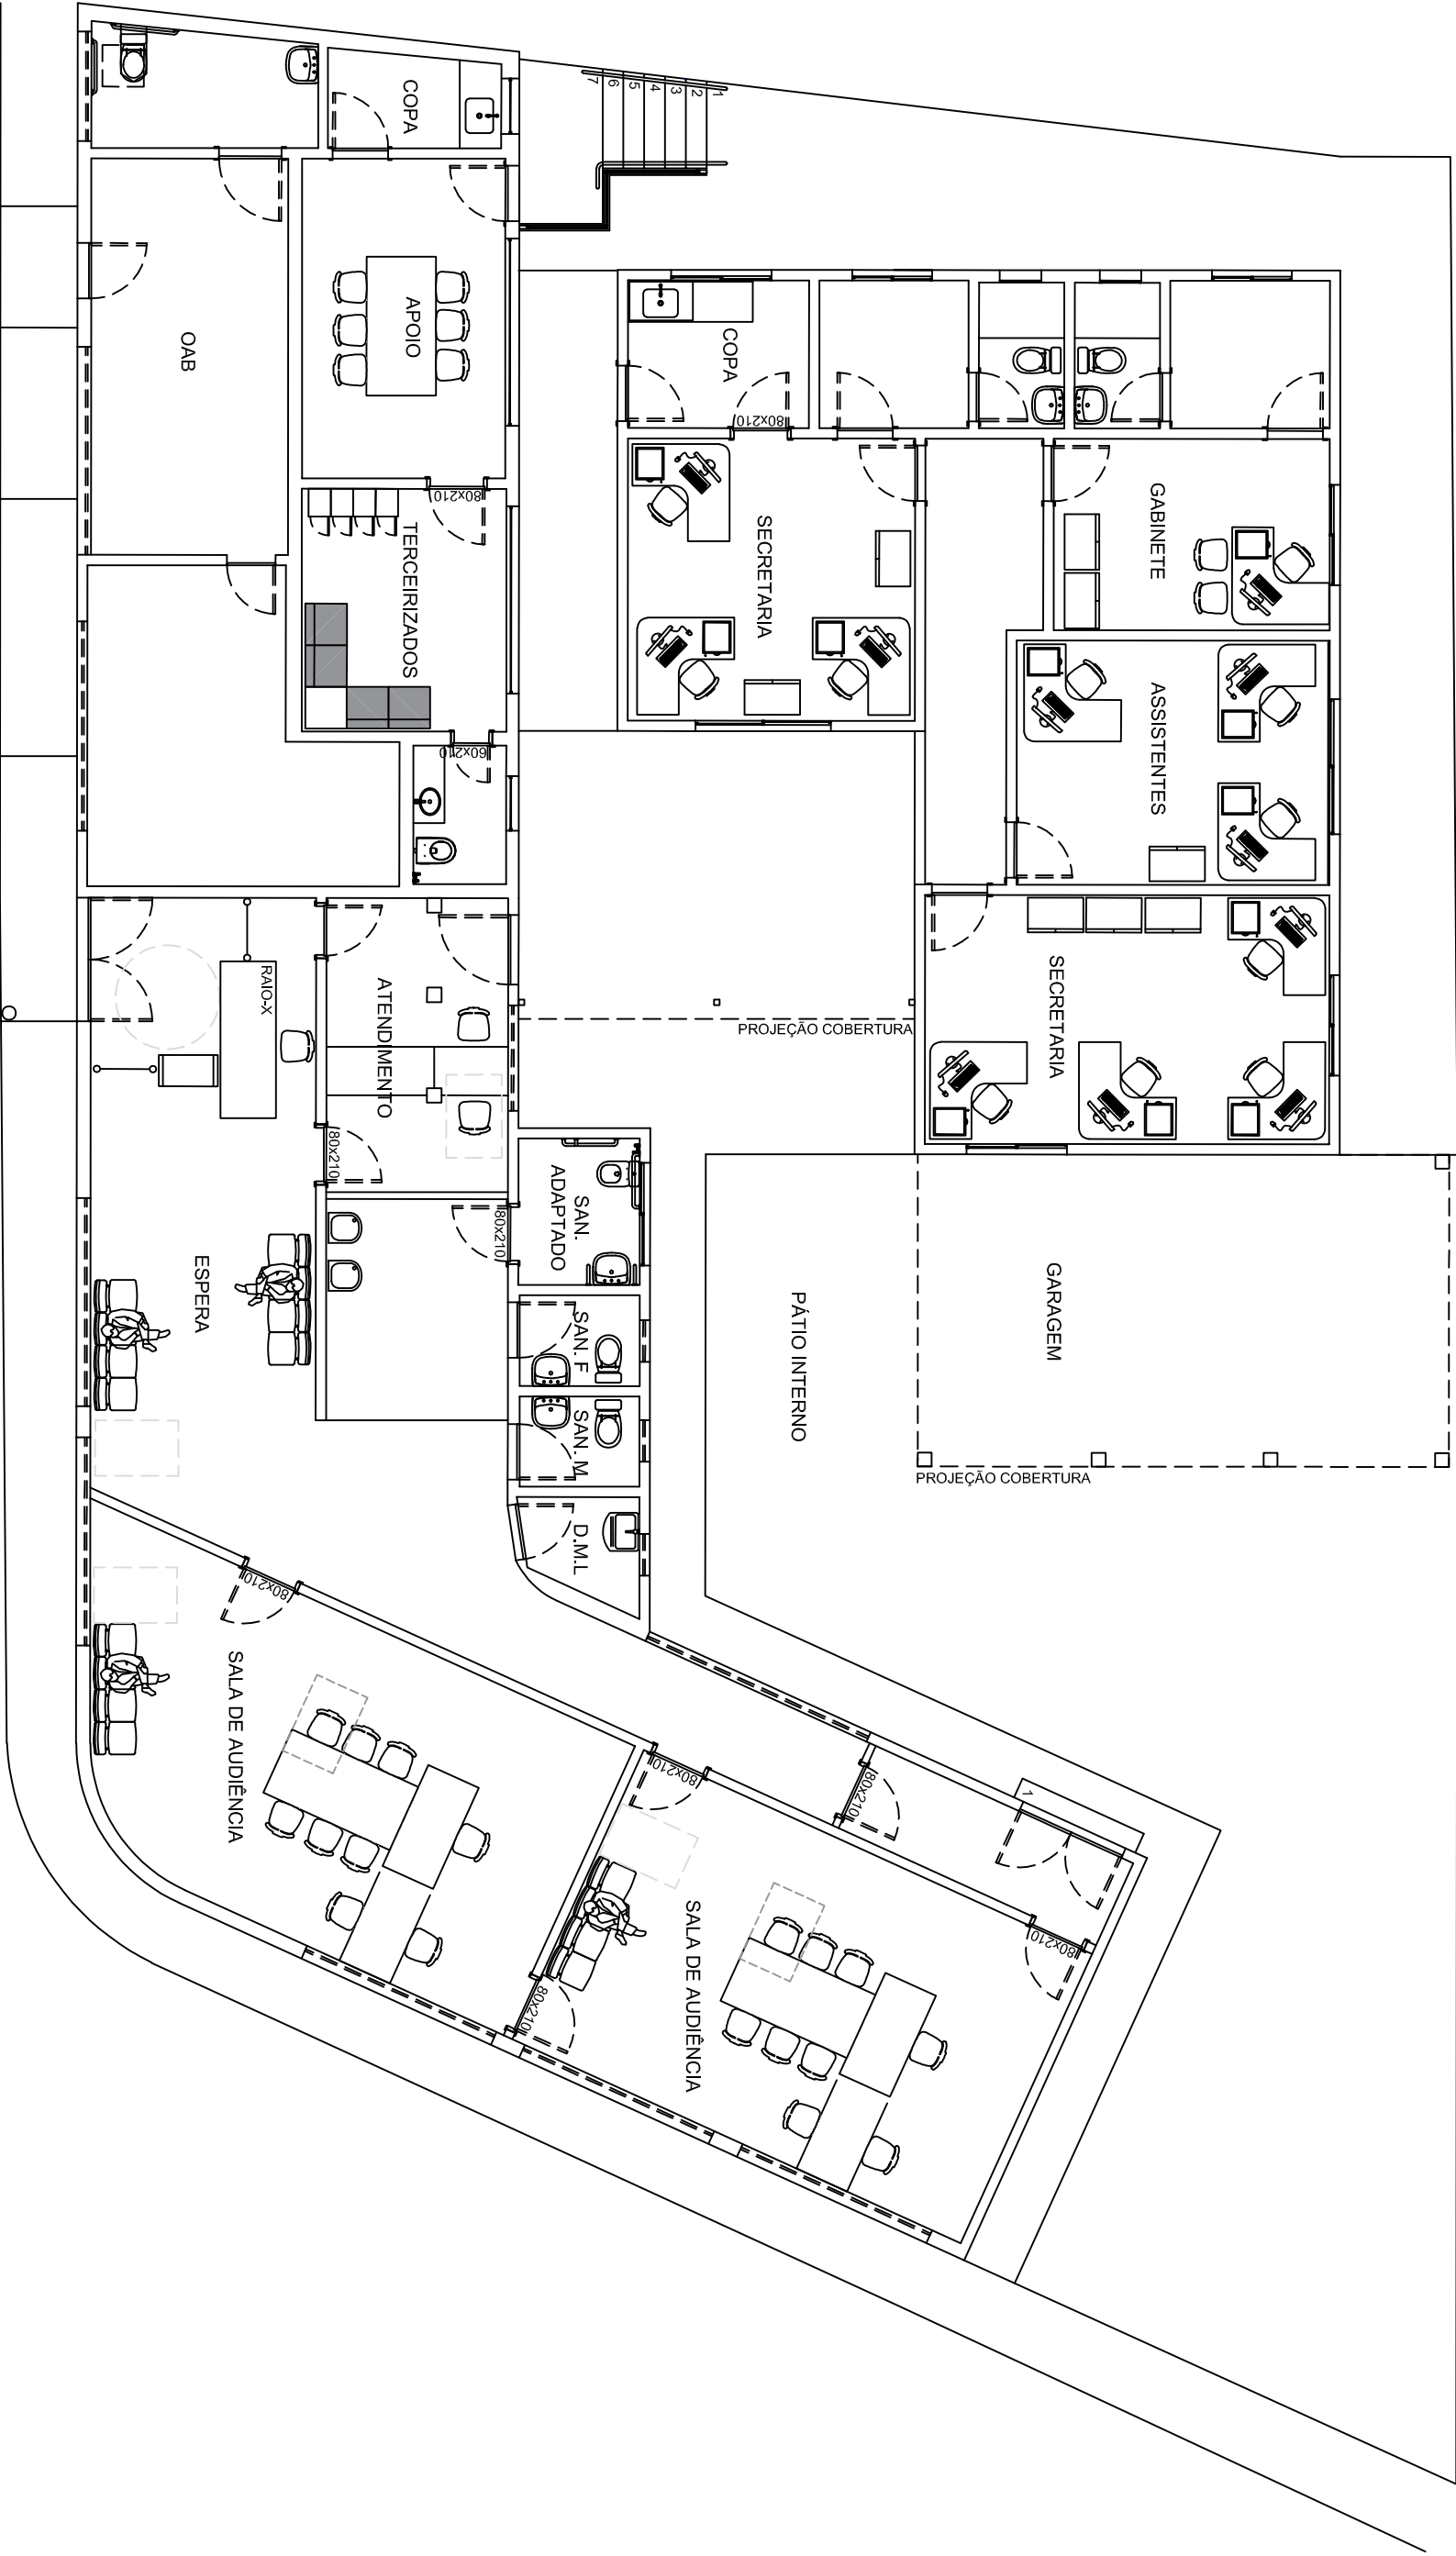 COPA
1
2
3
4
5
6
7
OAB
APOIO
COPA
80x210
80x210
TERCEIRIZADOS
SECRETARIA
GABINETE
ASSISTENTES
60x210
RAIO-X
ATENDIMENTO
PROJEÇÃO COBERTURA
SECRETARIA
80x210
80x210
SAN.
ADAPTADO
ESPERA
SAN. F
SAN. M
D.M.L
PÁTIO INTERNO
GARAGEM
PROJEÇÃO COBERTURA
80x210
SALA DE AUDIÊNCIA
80x210
80x210
1
80x210
SALA DE AUDIÊNCIA
80x210